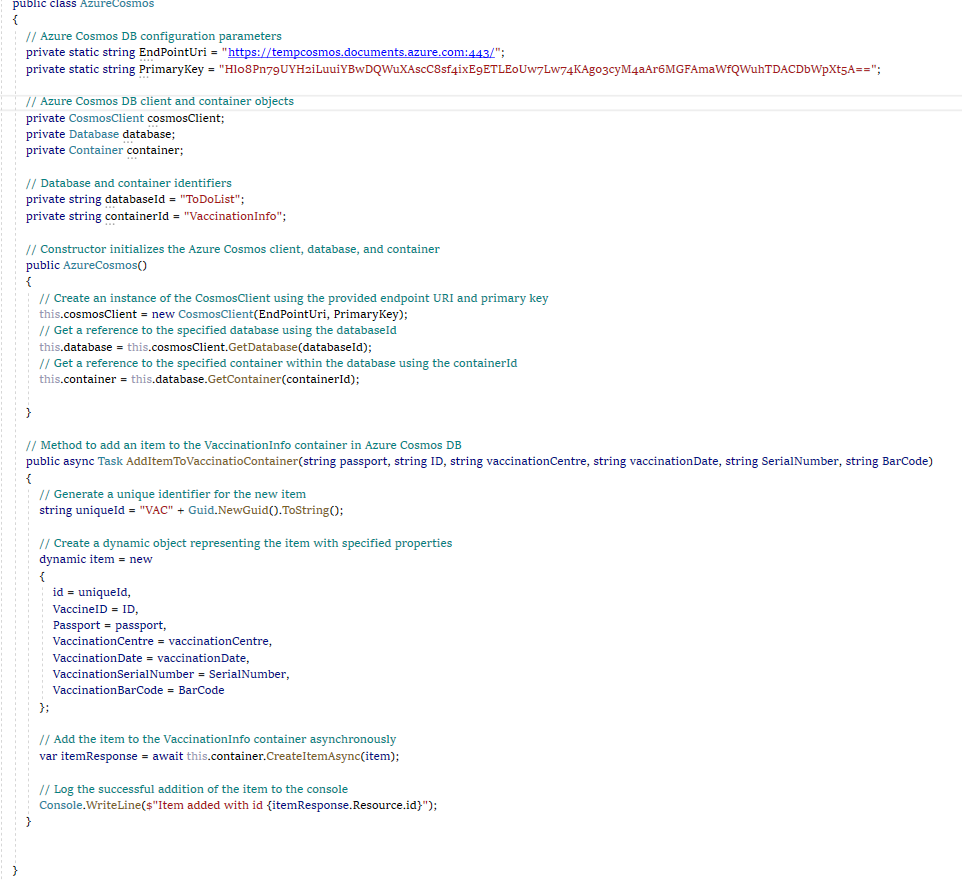 public class AzureCosmos
{
// Azure Cosmos DB configuration parameters
private static string EndPointUri = "https://tempcosmos.documents.azure.com:443/";
private static string PrimaryKey = "Hlo8Pn79UYH2iLuuiYBwDQWuXAscC8sf4ixE9ETLEoUw7Lw74KAgo3cyM4aAr6MGFAmaWfQWuhTDACDbWpXt5A==";
// Azure Cosmos DB client and container objects
private CosmosClient cosmosClient;
private Database database;
private Container container;
// Database and container identifiers
private string databaseId = "ToDoList";
private string containerId = "VaccinationInfo";
// Constructor initializes the Azure Cosmos client, database, and container
public AzureCosmos()
{
// Create an instance of the CosmosClient using the provided endpoint URI and primary key
this.cosmosClient = new CosmosClient(EndPointUri, PrimaryKey);
// Get a reference to the specified database using the databaseId
this.database = this.cosmosClient.GetDatabase(databaseId);
// Get a reference to the specified container within the database using the containerId
this.container = this.database.GetContainer(containerId);
}
// Method to add an item to the VaccinationInfo container in Azure Cosmos DB
public async Task AddItemToVaccinatioContainer(string passport, string ID, string vaccinationCentre, string vaccinationDate, string SerialNumber, string BarCode)
{
// Generate a unique identifier for the new item
string uniqueId = "VAC" + Guid.NewGuid().ToString();
// Create a dynamic object representing the item with specified properties
dynamic item = new
{
id = uniqueId,
VaccineID = ID,
Passport = passport,
VaccinationCentre = vaccinationCentre,
VaccinationDate = vaccinationDate,
VaccinationSerialNumber = SerialNumber,
VaccinationBarCode = BarCode
};
// Add the item to the VaccinationInfo container asynchronously
var itemResponse = await this.container.CreateItemAsync(item);
// Log the successful addition of the item to the console
Console.WriteLine($"Item added with id {itemResponse.Resource.id}");
}
}